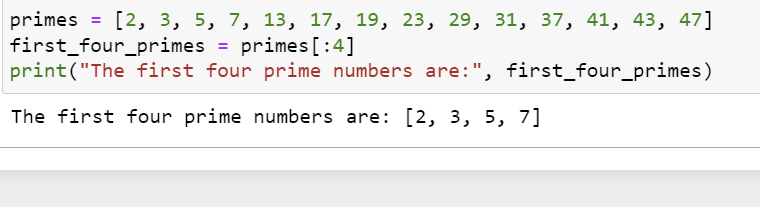 primes = [2, 3, 5, 7, 13, 17, 19, 23, 29, 31, 37, 41, 43, 47]
first_four_primes = primes[:4]
print("The first four prime numbers are:", first_four_primes)
The first four prime numbers are: [2, 3, 5, 7]